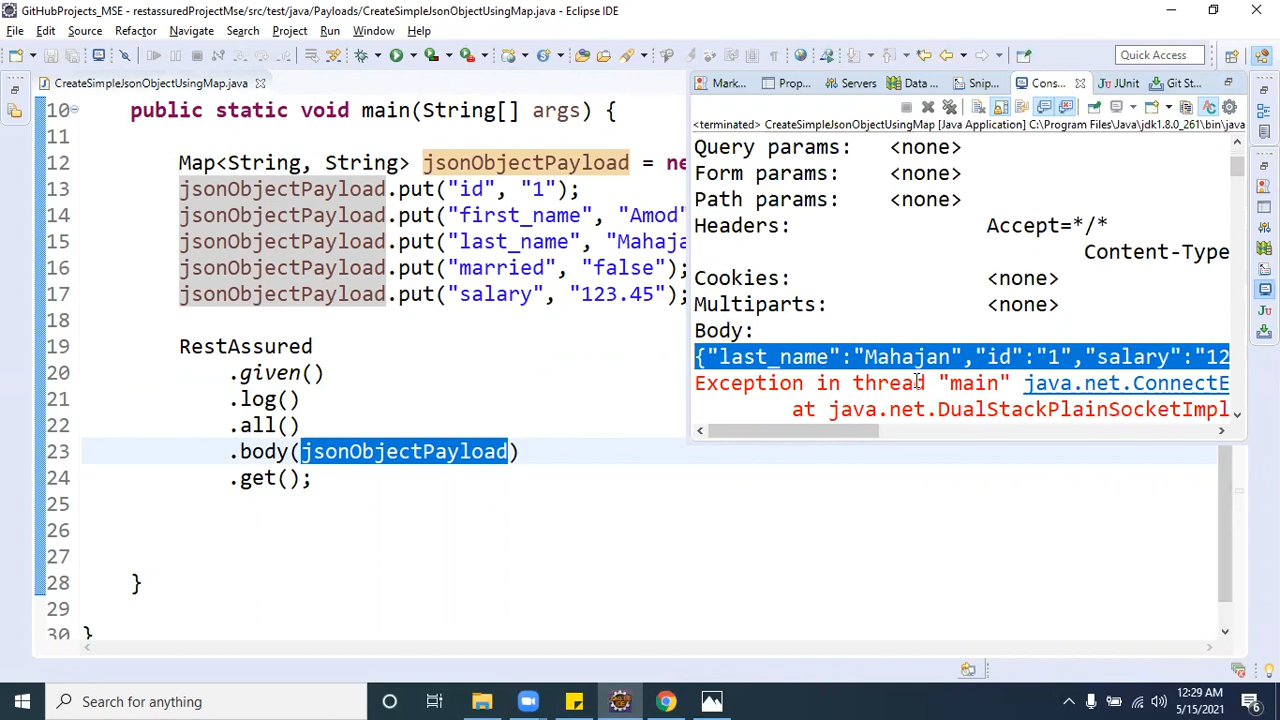 GitHubProjects_MSE - restassuredProjectMse/src/test/java/Payloads/CreateSimpleJsonObjectUsingMap.java - Eclipse IDE
File Edit Source Refactor Navigate Search Project Run Window Help
Quick Access
CreateSimpleJsonObjectUsingMap.java
10 public static void main(String[] args) {
11
12 Map<String, String> jsonObjectPayload = ne
13 jsonObjectPayload.put("id", "1");
14 jsonObjectPayload.put("first_name", "Amod"
15 jsonObjectPayload.put("last_name", "Maha
16 jsonObjectPayload.put("married", "false");
17 jsonObjectPayload.put("salary", "123.45");
18
19 RestAssured
20 .given()
21 .log()
22 .all()
23 .body(jsonObjectPayload)
24 .get();
25
26
27
28 }
29
30 }
Mark... Prop... Servers Data ... Snip... Cons... JUnit Git St...
<terminated> CreateSimpleJsonObjectUsingMap [Java Application] C:\Program Files\Java\jdk1.8.0_261\bin\java
Query params: <none>
Form params: <none>
Path params: <none>
Headers: Accept=*/*
Content-Type
Cookies: <none>
Multiparts: <none>
Body:
{"last_name":"Mahajan","id":"1","salary":"12
Exception in thread "main" java.net.ConnectE
at java.net.DualStackPlainSocketImpl
Search for anything
12:29 AM
5/15/2021
6